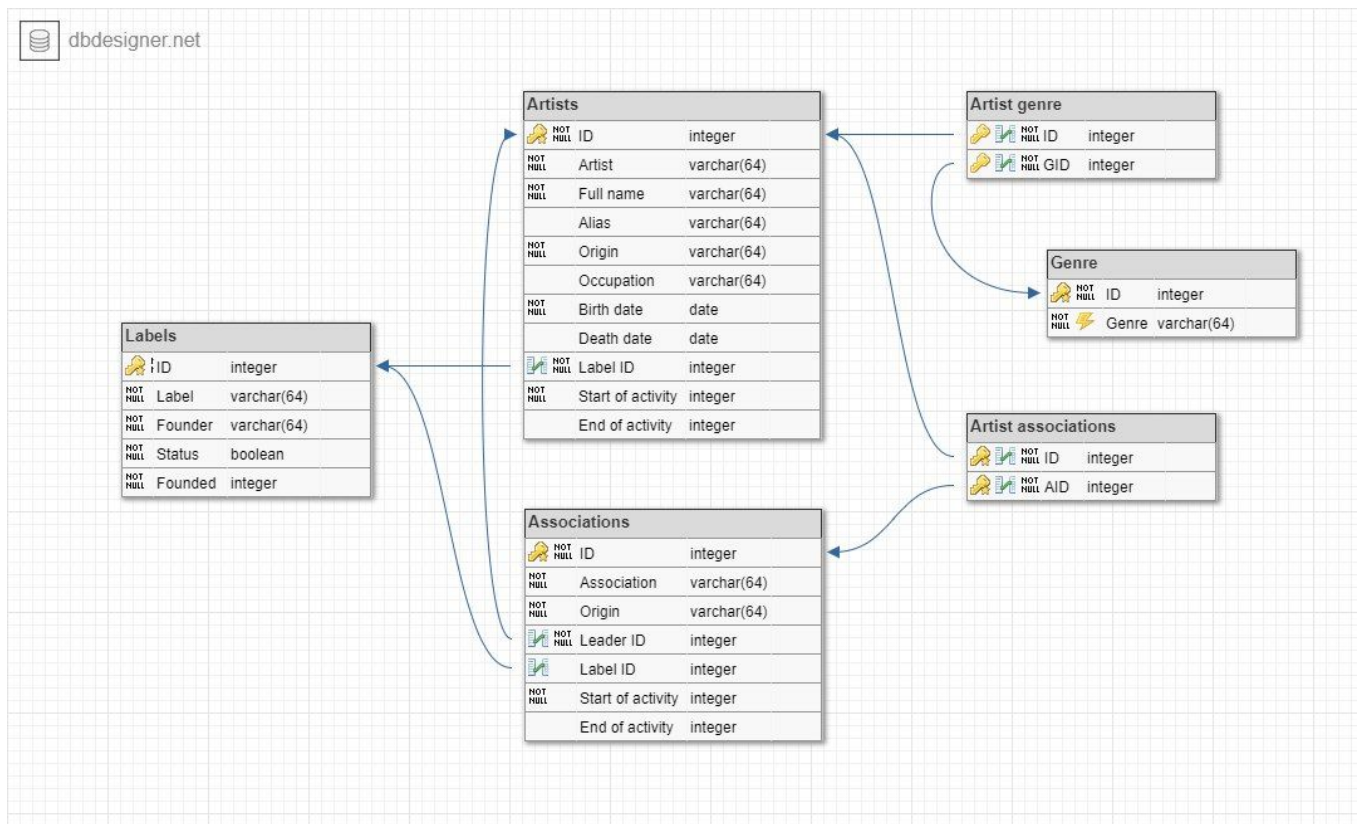 dbdesigner.net
Artists
NOT NULL ID integer
NOT NULL Artist varchar(64)
NOT NULL Full name varchar(64)
Alias varchar(64)
NOT NULL Origin varchar(64)
Occupation varchar(64)
NOT NULL Birth date date
Death date date
NOT NULL Label ID integer
NOT NULL Start of activity integer
End of activity integer
Artist genre
NOT NULL ID integer
NOT NULL GID integer
Genre
NOT NULL ID integer
NOT NULL Genre varchar(64)
Labels
ID integer
NOT NULL Label varchar(64)
NOT NULL Founder varchar(64)
NOT NULL Status boolean
NOT NULL Founded integer
Artist associations
NOT NULL ID integer
NOT NULL AID integer
Associations
NOT NULL ID integer
NOT NULL Association varchar(64)
NOT NULL Origin varchar(64)
NOT NULL Leader ID integer
Label ID integer
NOT NULL Start of activity integer
End of activity integer